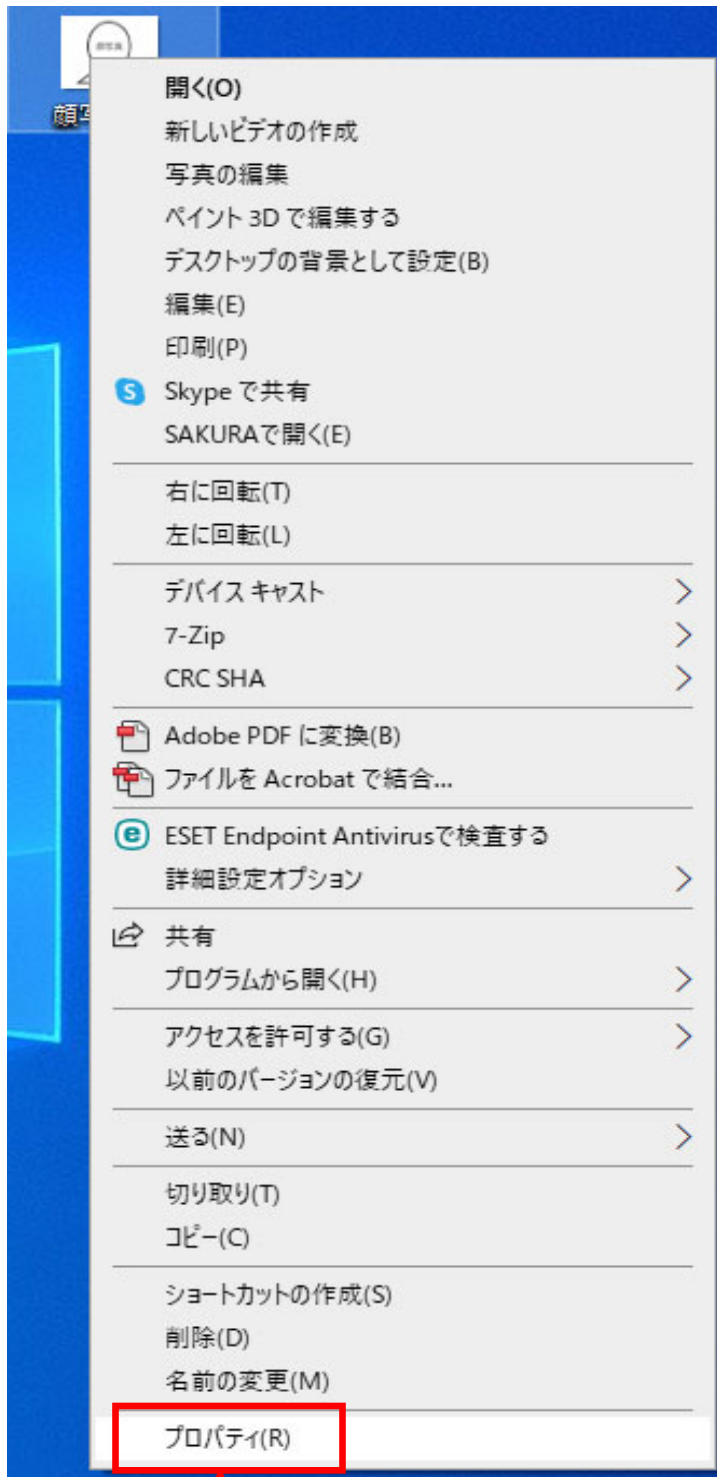 顔写真
顔
開く(O)
新しいビデオの作成
写真の編集
ペイント 3D で編集する
デスクトップの背景として設定(B)
編集(E)
印刷(P)
Skype で共有
SAKURAで開く(E)
右に回転(T)
左に回転(L)
デバイス キャスト
7-Zip
CRC SHA
Adobe PDF に変換(B)
ファイルを Acrobat で結合...
ESET Endpoint Antivirusで検査する
詳細設定オプション
共有
プログラムから開く(H)
アクセスを許可する(G)
以前のバージョンの復元(V)
送る(N)
切り取り(T)
コピー(C)
ショートカットの作成(S)
削除(D)
名前の変更(M)
プロパティ(R)